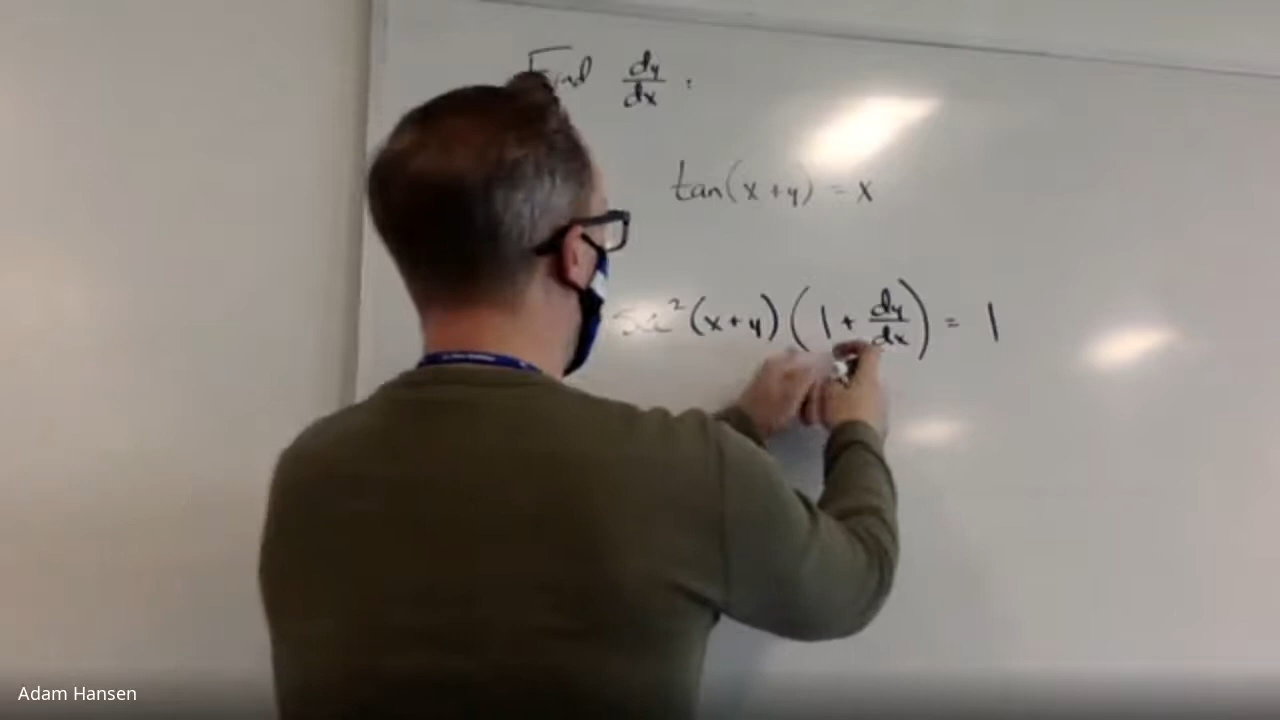 Find dy/dx :
tan(x+y) = x
sec²(x+y)(1 + dy/dx) = 1
Adam Hansen